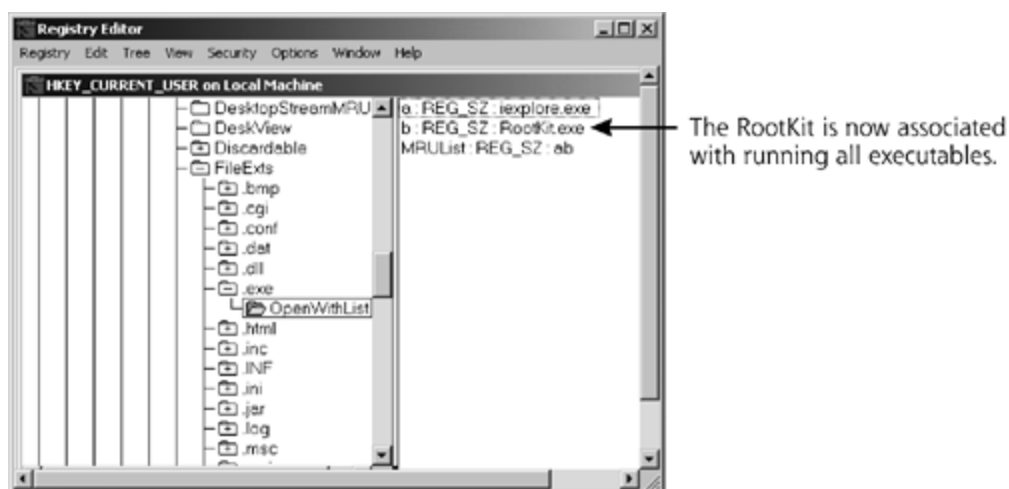 Registry Editor
Registry Edit Tree View Security Options Window Help
HKEY_CURRENT_USER on Local Machine
DesktopStreamMRU
DeskView
Discardable
FileExts
.bmp
.cgi
.conf
.dat
.dll
.exe
OpenWithList
.html
.inc
.INF
.ini
.jar
.log
.msc
a : REG_SZ : iexplore.exe
b : REG_SZ : RootKit.exe
MRUList : REG_SZ : ab
The RootKit is now associated
with running all executables.